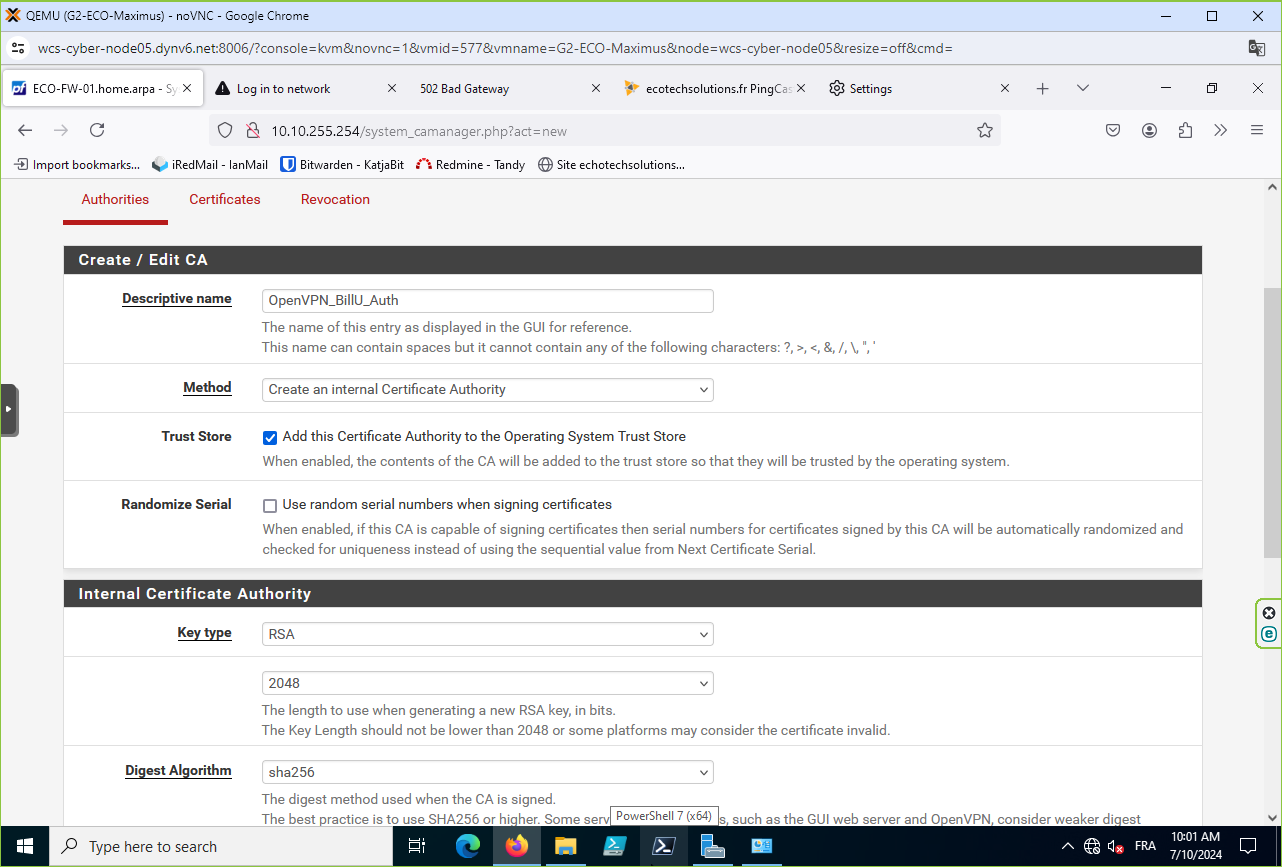 QEMU (G2-ECO-Maximus) - noVNC - Google Chrome
wcs-cyber-node05.dynv6.net:8006/?console=kvm&novnc=1&vmid=577&vmname=G2-ECO-Maximus&node=wcs-cyber-node05&resize=off&cmd=
ECO-FW-01.home.arpa - Sy
Log in to network
502 Bad Gateway
ecotechsolutions.fr PingCas
Settings
10.10.255.254/system_camanager.php?act=new
Import bookmarks...
iRedMail - IanMail
Bitwarden - KatjaBit
Redmine - Tandy
Site echotechsolutions...
Authorities
Certificates
Revocation
Create / Edit CA
Descriptive name
OpenVPN_BillU_Auth
The name of this entry as displayed in the GUI for reference.
This name can contain spaces but it cannot contain any of the following characters: ?, >, <, &, /, \, ", '
Method
Create an internal Certificate Authority
Trust Store
Add this Certificate Authority to the Operating System Trust Store
When enabled, the contents of the CA will be added to the trust store so that they will be trusted by the operating system.
Randomize Serial
Use random serial numbers when signing certificates
When enabled, if this CA is capable of signing certificates then serial numbers for certificates signed by this CA will be automatically randomized and
checked for uniqueness instead of using the sequential value from Next Certificate Serial.
Internal Certificate Authority
Key type
RSA
2048
The length to use when generating a new RSA key, in bits.
The Key Length should not be lower than 2048 or some platforms may consider the certificate invalid.
Digest Algorithm
sha256
The digest method used when the CA is signed.
The best practice is to use SHA256 or higher. Some serv s, such as the GUI web server and OpenVPN, consider weaker digest
PowerShell 7 (x64)
Type here to search
FRA
10:01 AM
7/10/2024